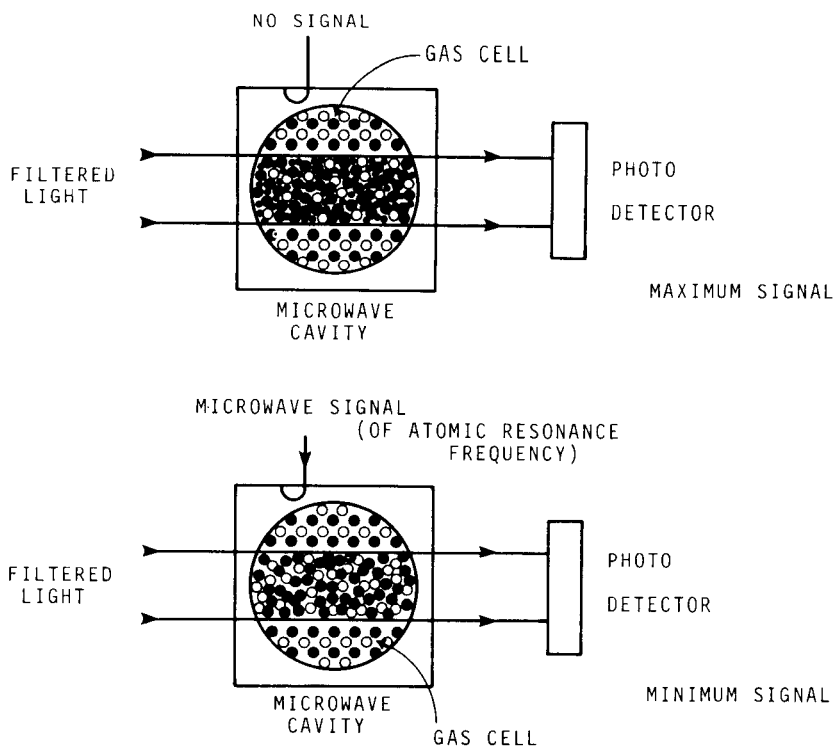 NO SIGNAL
GAS CELL
FILTERED
LIGHT
PHOTO
DETECTOR
MAXIMUM SIGNAL
MICROWAVE
CAVITY
MICROWAVE SIGNAL
(OF ATOMIC RESONANCE
FREQUENCY)
FILTERED
LIGHT
PHOTO
DETECTOR
MINIMUM SIGNAL
MICROWAVE
CAVITY
GAS CELL